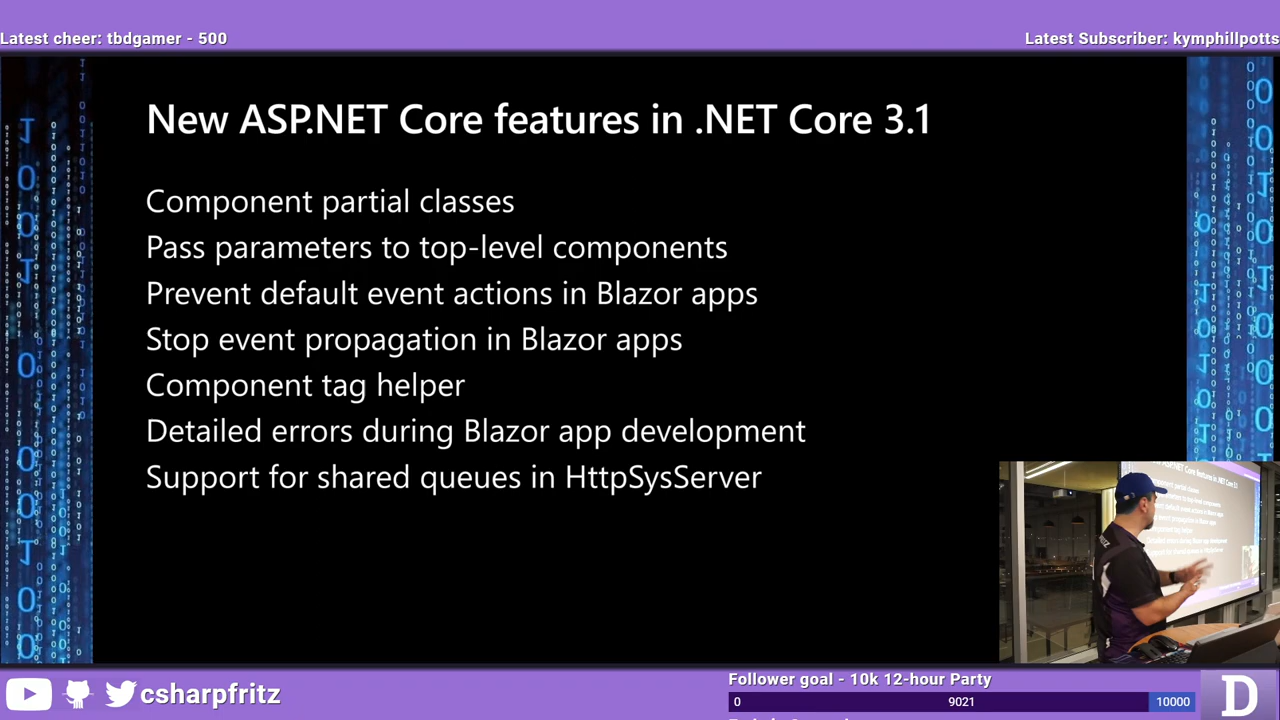 Latest cheer: tbdgamer - 500
Latest Subscriber: kymphillpotts
New ASP.NET Core features in .NET Core 3.1
Component partial classes
Pass parameters to top-level components
Prevent default event actions in Blazor apps
Stop event propagation in Blazor apps
Component tag helper
Detailed errors during Blazor app development
Support for shared queues in HttpSysServer
csharpfritz
Follower goal - 10k 12-hour Party
0 9021 10000
D